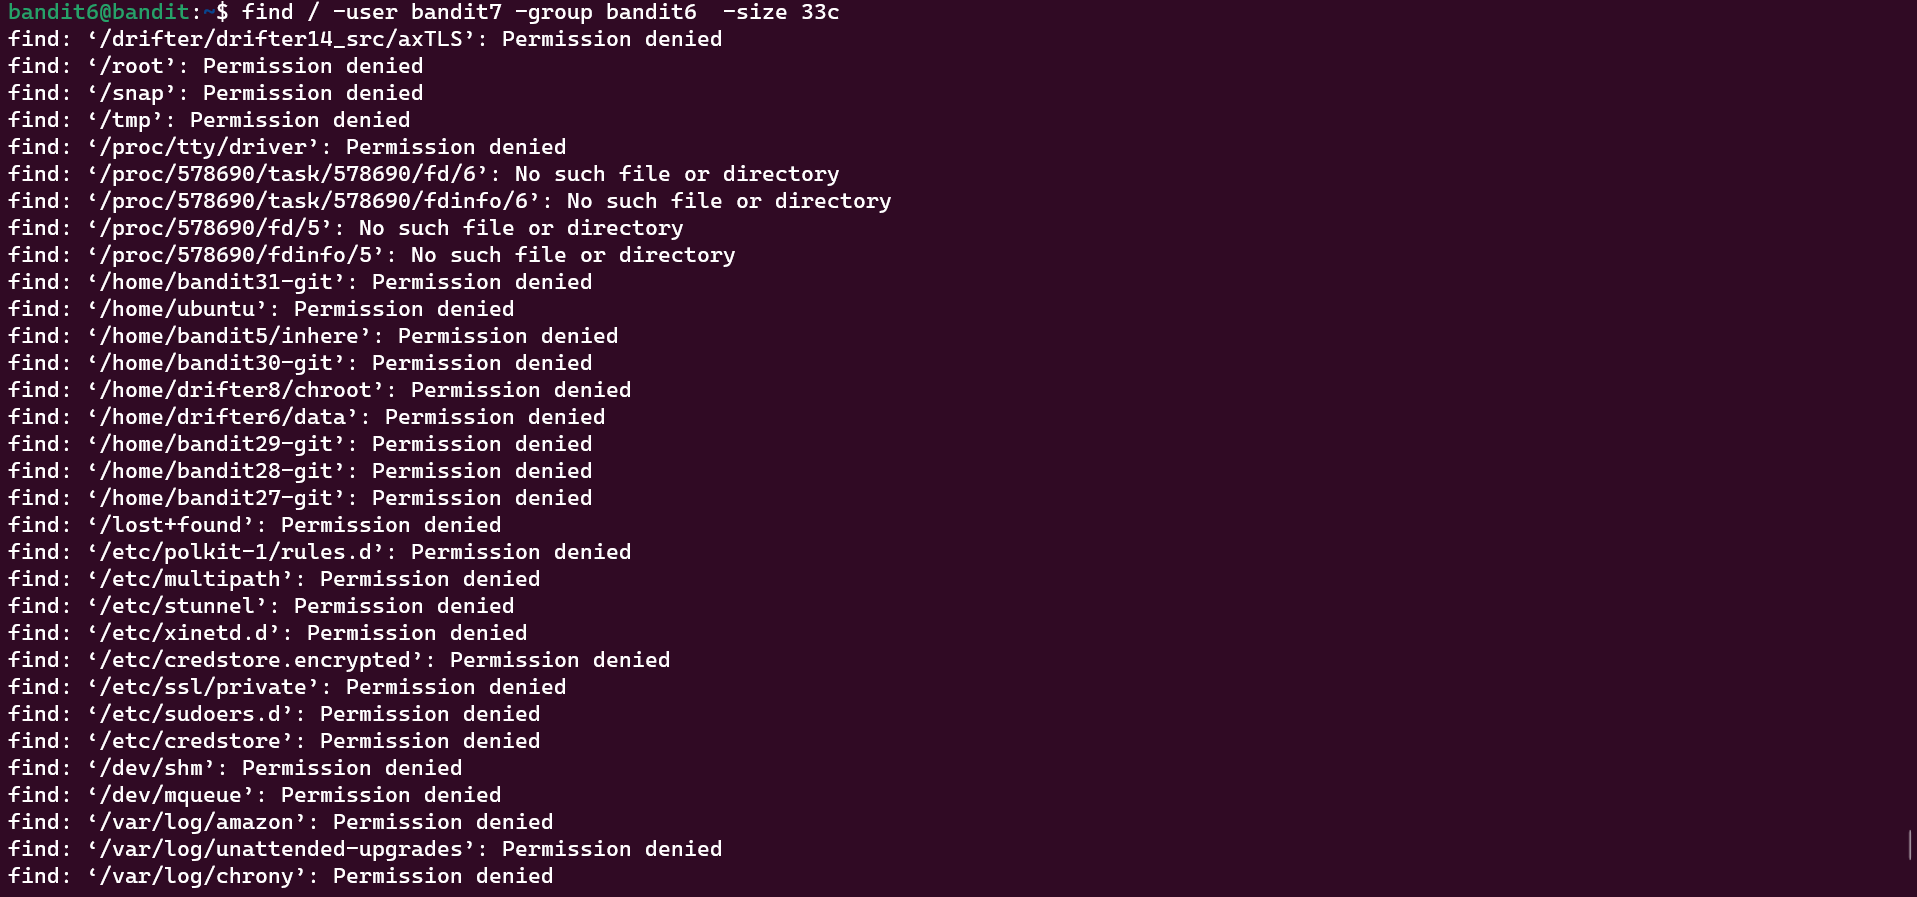 bandit6@bandit:~$ find / -user bandit7 -group bandit6  -size 33c
find: ‘/drifter/drifter14_src/axTLS’: Permission denied
find: ‘/root’: Permission denied
find: ‘/snap’: Permission denied
find: ‘/tmp’: Permission denied
find: ‘/proc/tty/driver’: Permission denied
find: ‘/proc/578690/task/578690/fd/6’: No such file or directory
find: ‘/proc/578690/task/578690/fdinfo/6’: No such file or directory
find: ‘/proc/578690/fd/5’: No such file or directory
find: ‘/proc/578690/fdinfo/5’: No such file or directory
find: ‘/home/bandit31-git’: Permission denied
find: ‘/home/ubuntu’: Permission denied
find: ‘/home/bandit5/inhere’: Permission denied
find: ‘/home/bandit30-git’: Permission denied
find: ‘/home/drifter8/chroot’: Permission denied
find: ‘/home/drifter6/data’: Permission denied
find: ‘/home/bandit29-git’: Permission denied
find: ‘/home/bandit28-git’: Permission denied
find: ‘/home/bandit27-git’: Permission denied
find: ‘/lost+found’: Permission denied
find: ‘/etc/polkit-1/rules.d’: Permission denied
find: ‘/etc/multipath’: Permission denied
find: ‘/etc/stunnel’: Permission denied
find: ‘/etc/xinetd.d’: Permission denied
find: ‘/etc/credstore.encrypted’: Permission denied
find: ‘/etc/ssl/private’: Permission denied
find: ‘/etc/sudoers.d’: Permission denied
find: ‘/etc/credstore’: Permission denied
find: ‘/dev/shm’: Permission denied
find: ‘/dev/mqueue’: Permission denied
find: ‘/var/log/amazon’: Permission denied
find: ‘/var/log/unattended-upgrades’: Permission denied
find: ‘/var/log/chrony’: Permission denied